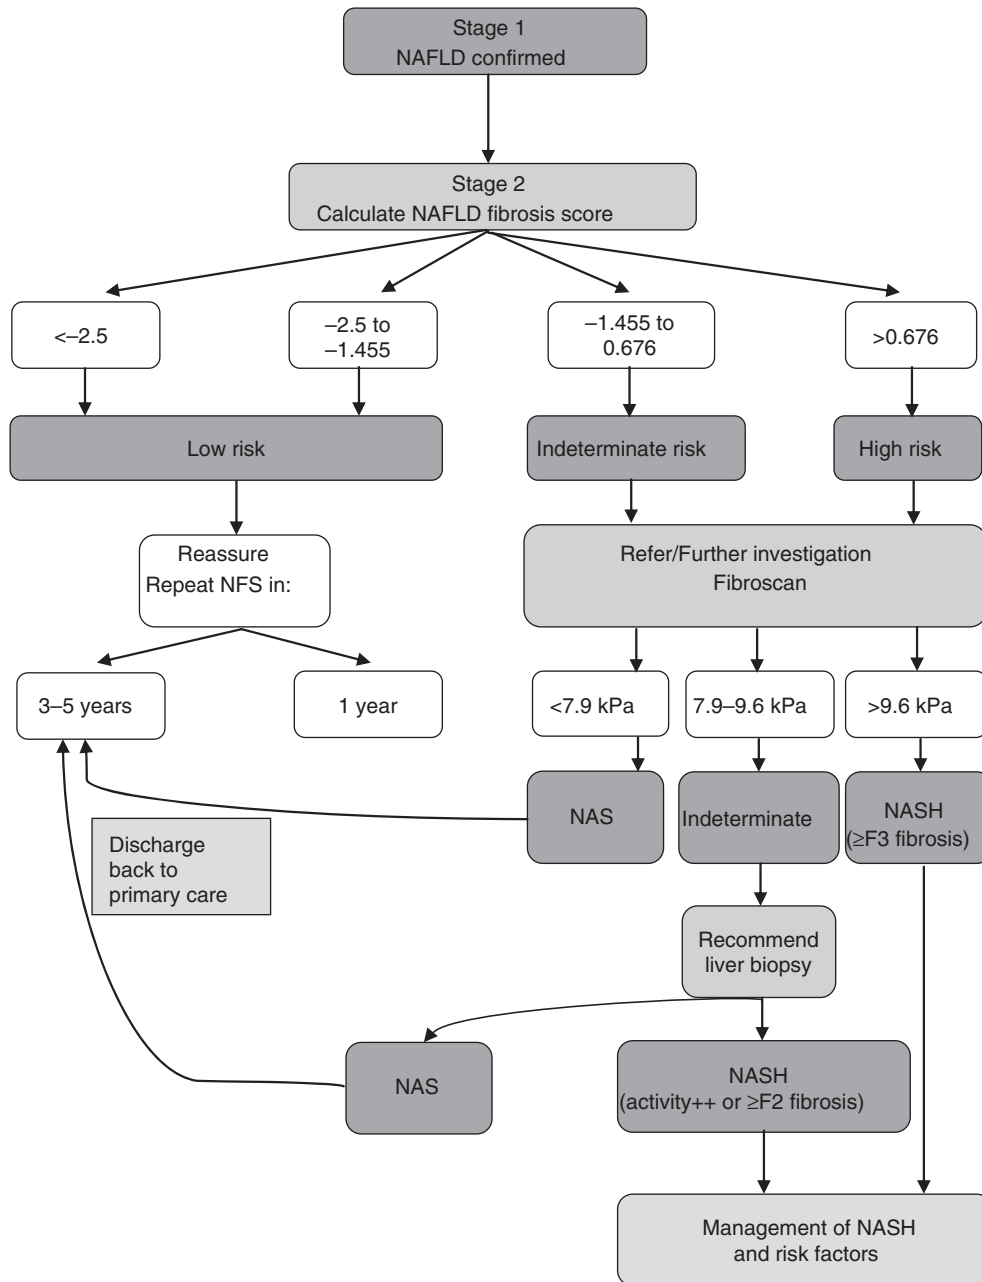 Stage 1
NAFLD confirmed
Stage 2
Calculate NAFLD fibrosis score
<–2.5
–2.5 to
–1.455
–1.455 to
0.676
>0.676
Low risk
Indeterminate risk
High risk
Reassure
Repeat NFS in:
Refer/Further investigation
Fibroscan
3–5 years
1 year
<7.9 kPa
7.9–9.6 kPa
>9.6 kPa
NAS
Indeterminate
NASH
(≥F3 fibrosis)
Discharge
back to
primary care
Recommend
liver biopsy
NAS
NASH
(activity++ or ≥F2 fibrosis)
Management of NASH
and risk factors